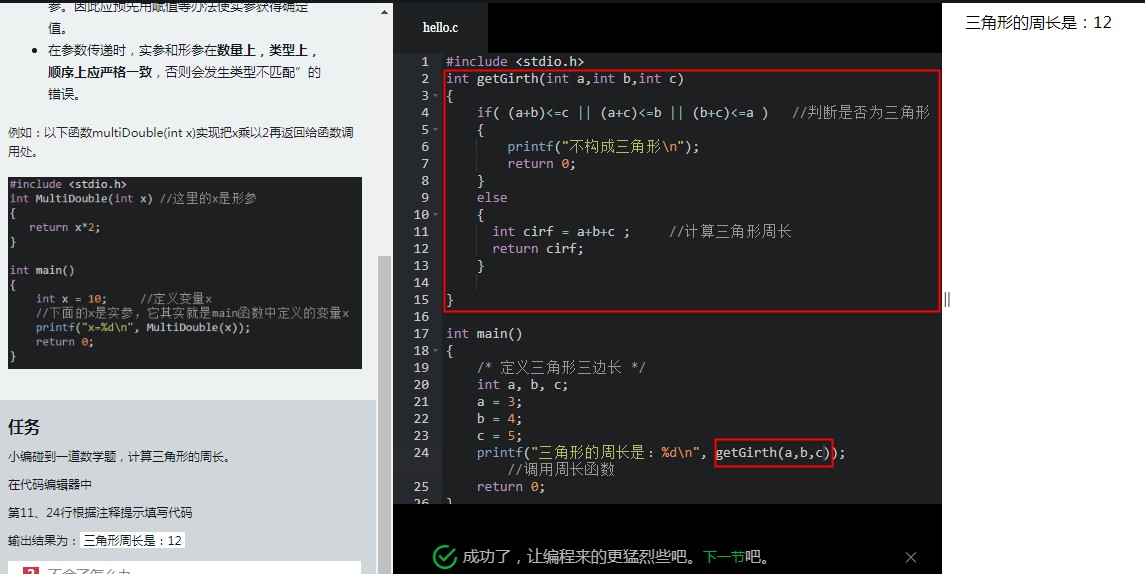 参。因此应预先用赋值等办法使实参获得确定
值。
在参数传递时，实参和形参在数量上，类型上，
顺序上应严格一致，否则会发生类型不匹配”的
错误。
例如：以下函数multiDouble(int x)实现把x乘以2再返回给函数调
用处。
#include <stdio.h>
int MultiDouble(int x) //这里的x是形参
{
return x*2;
}
int main()
{
int x = 10; //定义变量x
//下面的x是实参，它其实就是main函数中定义的变量x
printf("x=%d\n", MultiDouble(x));
return 0;
}
任务
小编碰到一道数学题，计算三角形的周长。
在代码编辑器中
第11、24行根据注释提示填写代码
输出结果为：三角形周长是：12
?
hello.c
1 #include <stdio.h>
2 int getGirth(int a,int b,int c)
3 {
4 if( (a+b)<=c || (a+c)<=b || (b+c)<=a ) //判断是否为三角形
5 {
6 printf("不构成三角形\n");
7 return 0;
8 }
9 else
10 {
11 int cirf = a+b+c ; //计算三角形周长
12 return cirf;
13 }
14
15 }
16
17 int main()
18 {
19 /* 定义三角形三边长 */
20 int a, b, c;
21 a = 3;
22 b = 4;
23 c = 5;
24 printf("三角形的周长是：%d\n", getGirth(a,b,c));
//调用周长函数
25 return 0;
26 }
成功了，让编程来的更猛烈些吧。下一节吧。
三角形的周长是：12